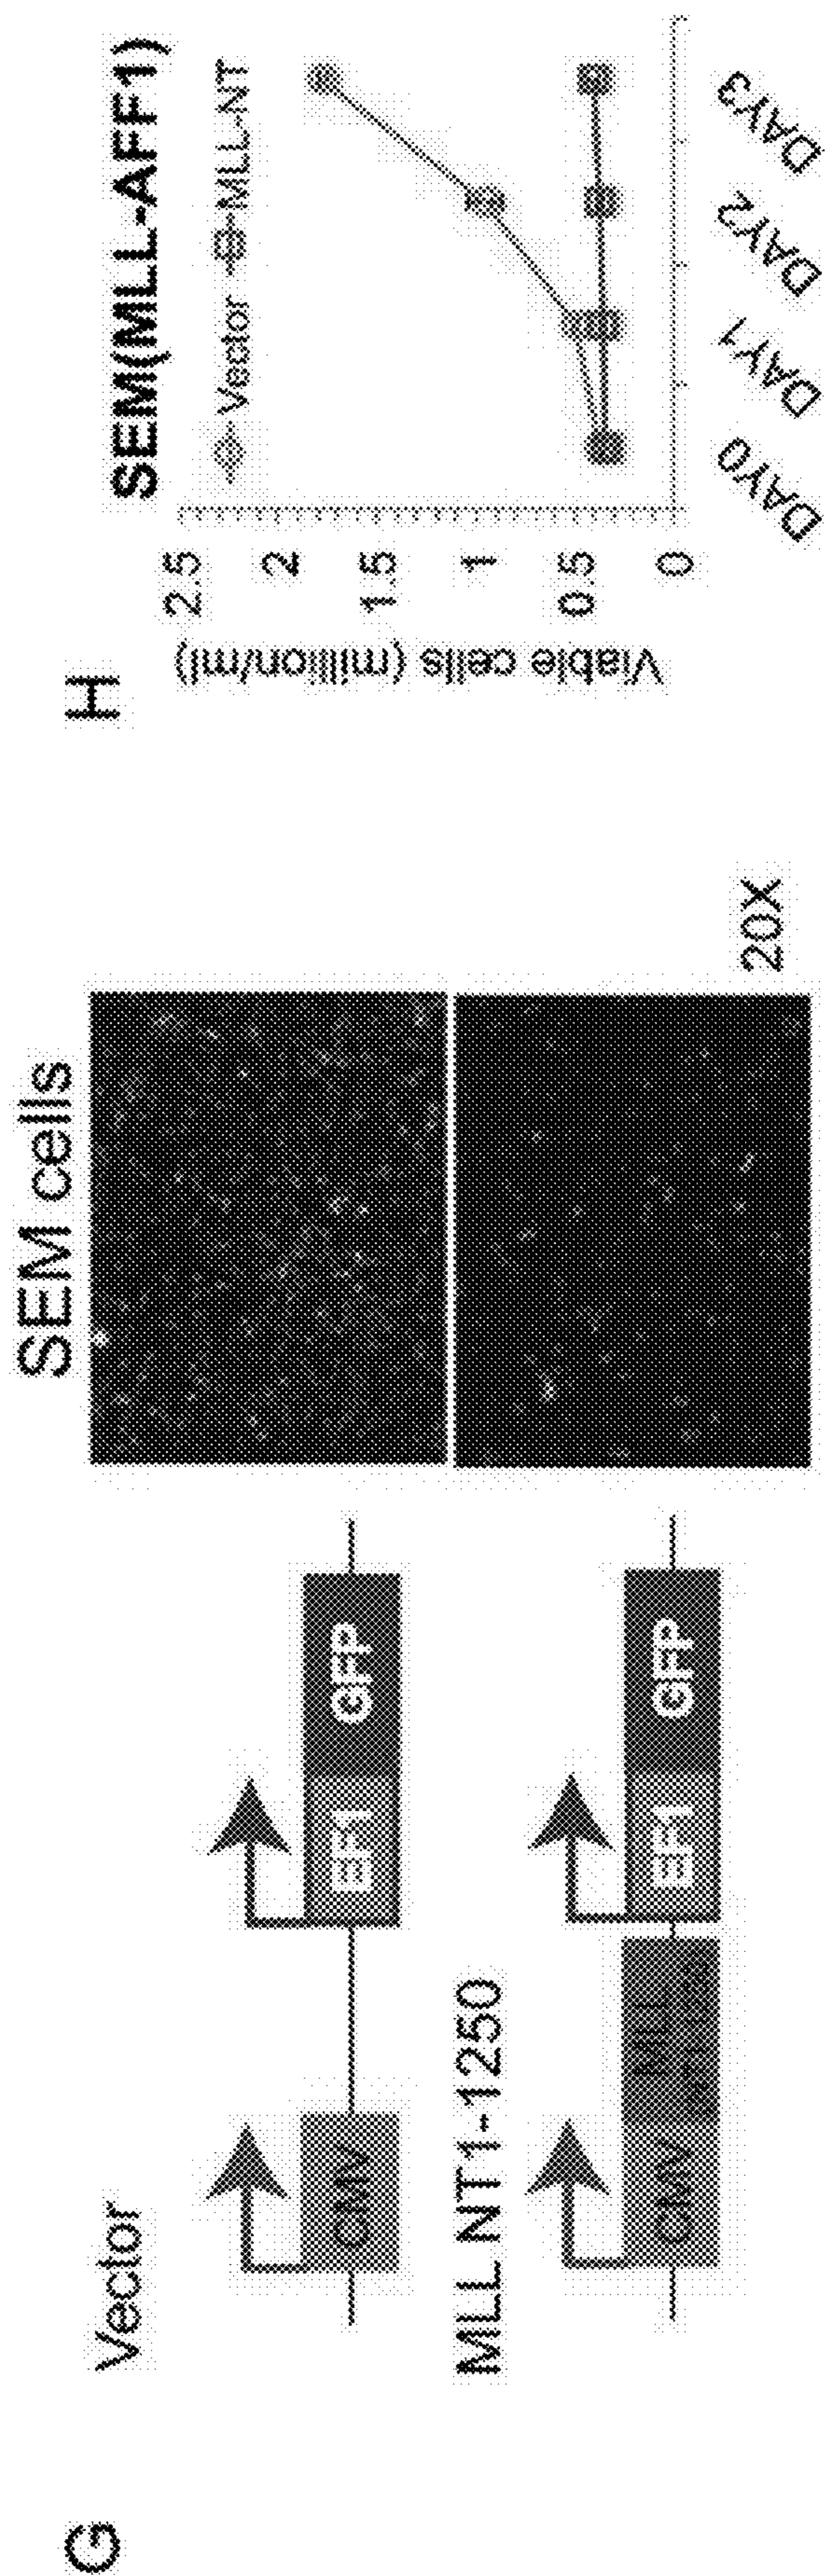 G
Vector
CMV
EF1
GFP
MLL NT1-1250
CMV
MLL
EF1
GFP
SEM cells
20X
H
SEM(MLL-AFF1)
Vector
MLL-NT
Viable cells (million/ml)
2.5
2
1.5
1
0.5
0
DAY0
DAY1
DAY2
DAY3